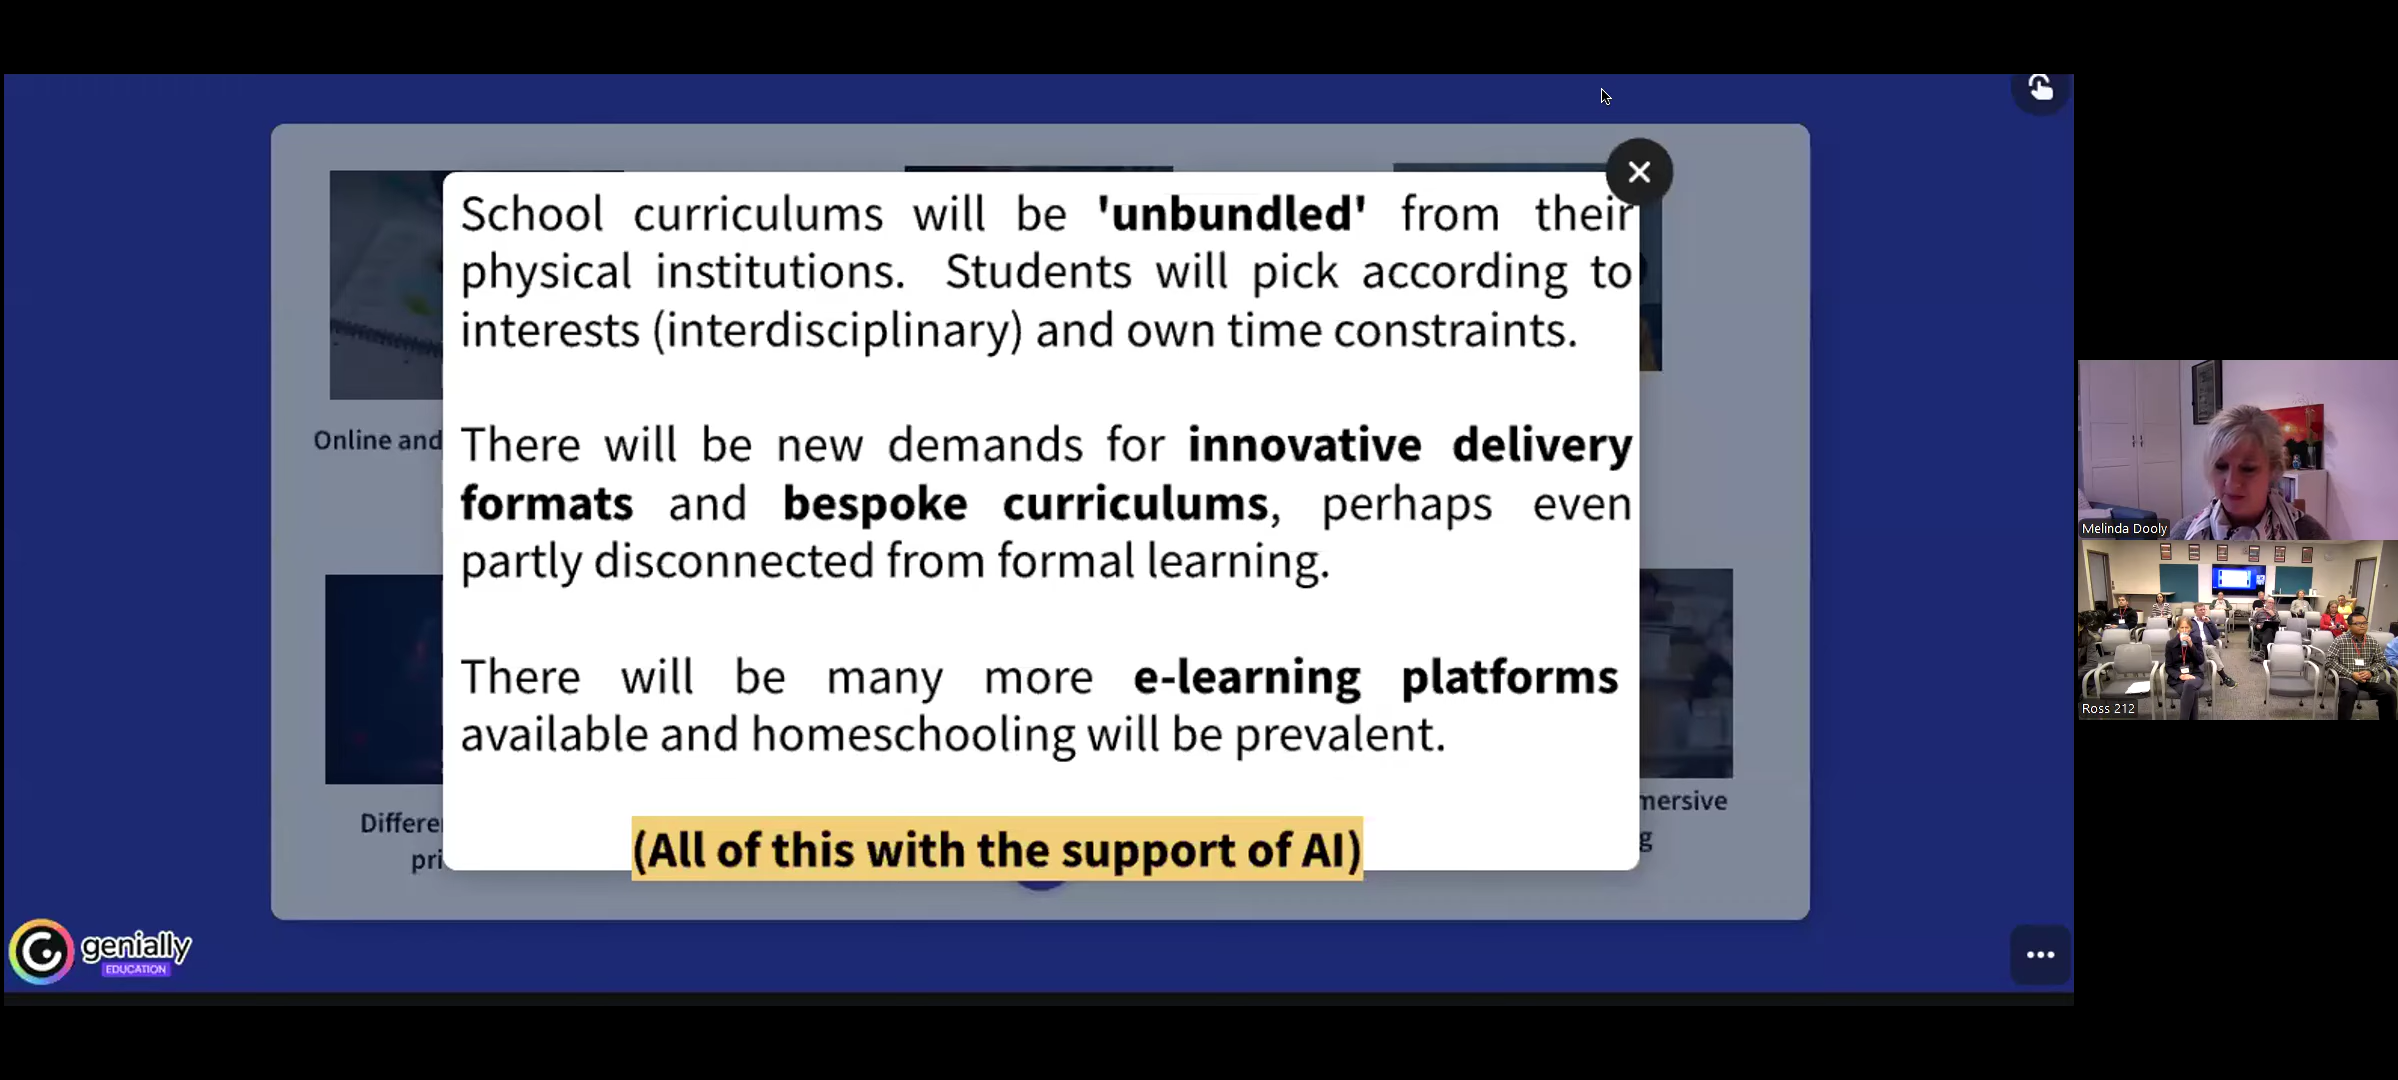 School curriculums will be 'unbundled' from their
physical institutions. Students will pick according to
interests (interdisciplinary) and own time constraints.
There will be new demands for innovative delivery
formats and bespoke curriculums, perhaps even
partly disconnected from formal learning.
There will be many more e-learning platforms
available and homeschooling will be prevalent.
(All of this with the support of AI)
Online and
Differe
pri
mersive
g
genially
EDUCATION
Melinda Dooly
Ross 212